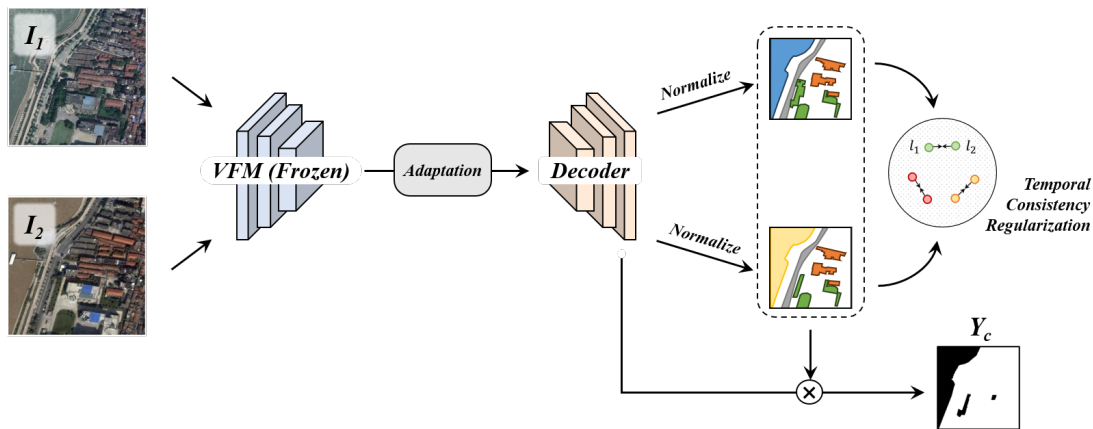 I1
I2
VFM (Frozen)
Adaptation
Decoder
Normalize
Normalize
l1 l2
Temporal
Consistency
Regularization
Yc